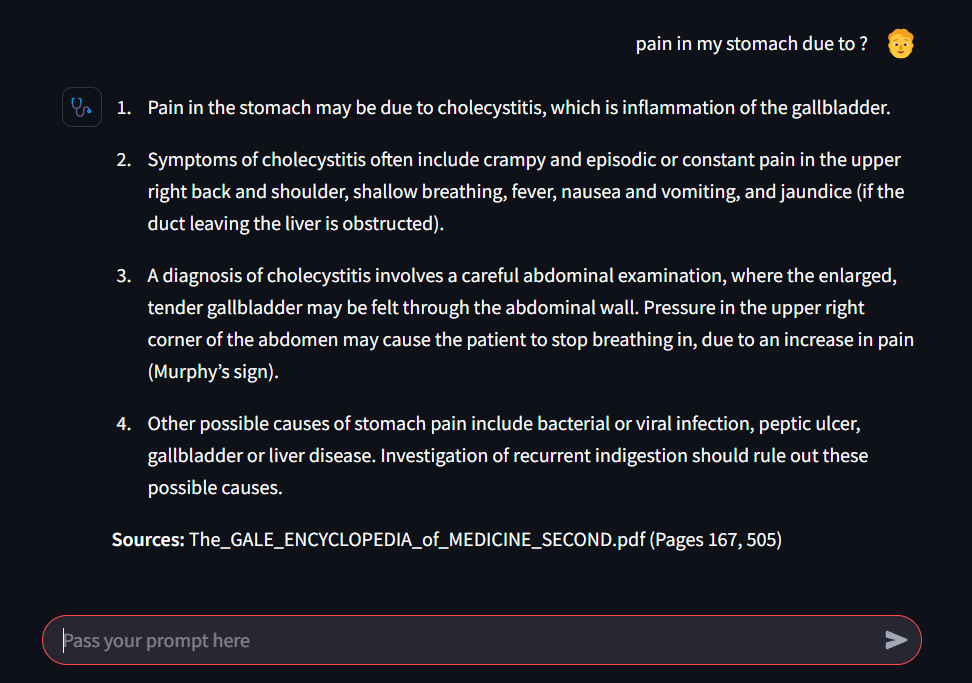 pain in my stomach due to ?
1. Pain in the stomach may be due to cholecystitis, which is inflammation of the gallbladder.
2. Symptoms of cholecystitis often include crampy and episodic or constant pain in the upper
right back and shoulder, shallow breathing, fever, nausea and vomiting, and jaundice (if the
duct leaving the liver is obstructed).
3. A diagnosis of cholecystitis involves a careful abdominal examination, where the enlarged,
tender gallbladder may be felt through the abdominal wall. Pressure in the upper right
corner of the abdomen may cause the patient to stop breathing in, due to an increase in pain
(Murphy’s sign).
4. Other possible causes of stomach pain include bacterial or viral infection, peptic ulcer,
gallbladder or liver disease. Investigation of recurrent indigestion should rule out these
possible causes.
Sources: The_GALE_ENCYCLOPEDIA_of_MEDICINE_SECOND.pdf (Pages 167, 505)
Pass your prompt here